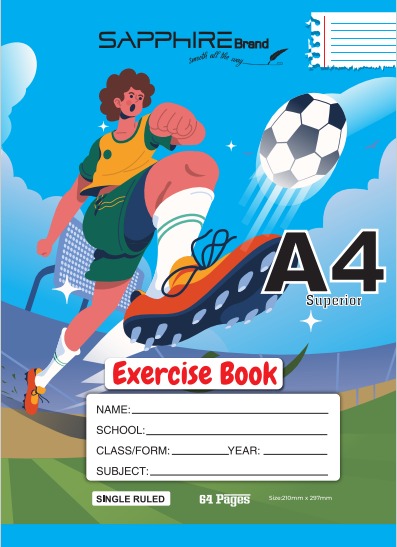 SAPPHIRE Brand
Smooth all the way
A4
Superior
Exercise Book
NAME:
SCHOOL:
CLASS/FORM: YEAR:
SUBJECT:
SINGLE RULED 64 Pages Size:210mm x 297mm